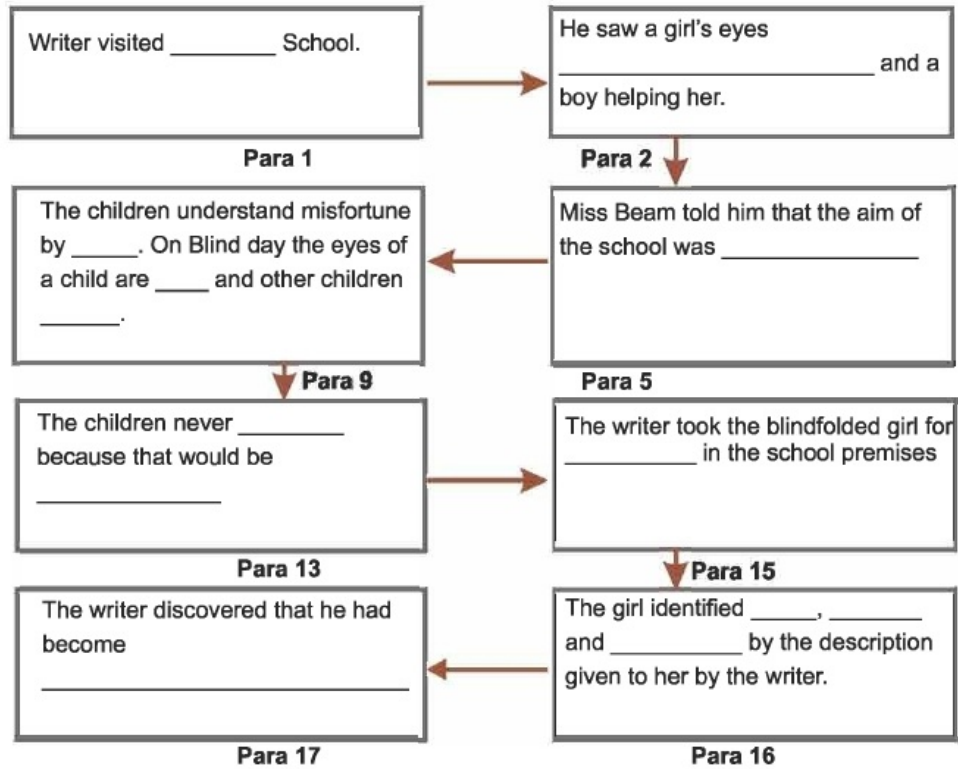 Writer visited _________ School.
Para 1
He saw a girl's eyes
___________________________ and a
boy helping her.
Para 2
Miss Beam told him that the aim of
the school was _________________
Para 5
The children understand misfortune
by ______. On Blind day the eyes of
a child are _____ and other children
_______.
Para 9
The children never _________
because that would be
________________
Para 13
The writer took the blindfolded girl for
____________ in the school premises
Para 15
The girl identified ______, ________
and ___________ by the description
given to her by the writer.
Para 16
The writer discovered that he had
become
________________________________
Para 17